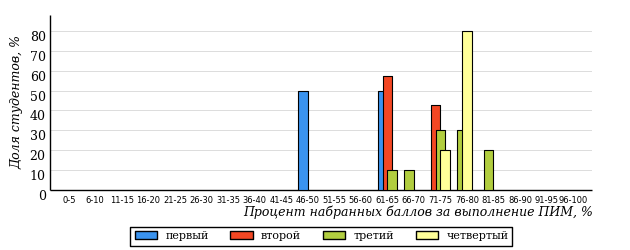 Доля студентов, %
80
70
60
50
40
30
20
10
0
0-5 6-10 11-15 16-20 21-25 26-30 31-35 36-40 41-45 46-50 51-55 56-60 61-65 66-70 71-75 76-80 81-85 86-90 91-95 96-100
Процент набранных баллов за выполнение ПИМ, %
первый второй третий четвертый